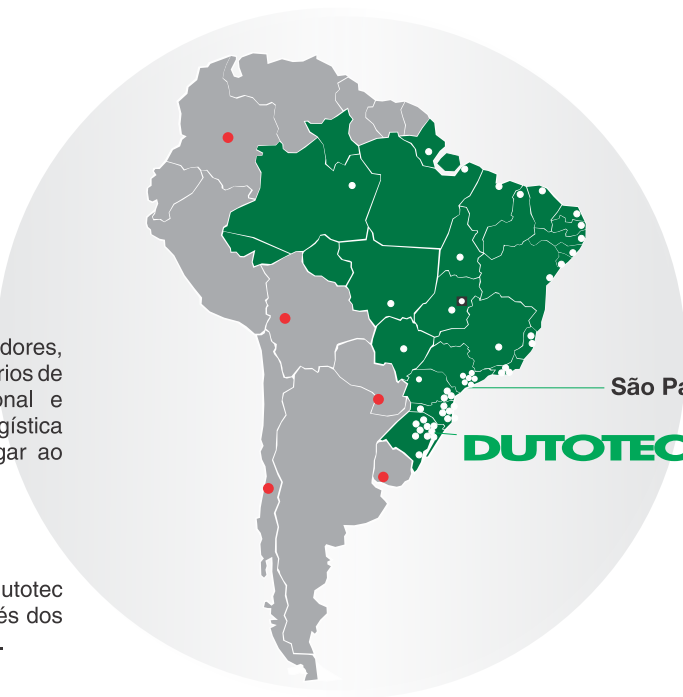 dores,
rios de
onal e
gística
gar ao
utotec
és dos
São Pa
DUTOTEC